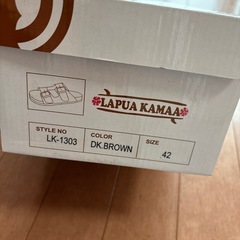 LAPUA KAMAA
STYLE NO COLOR SIZE
LK-1303 DK.BROWN 42